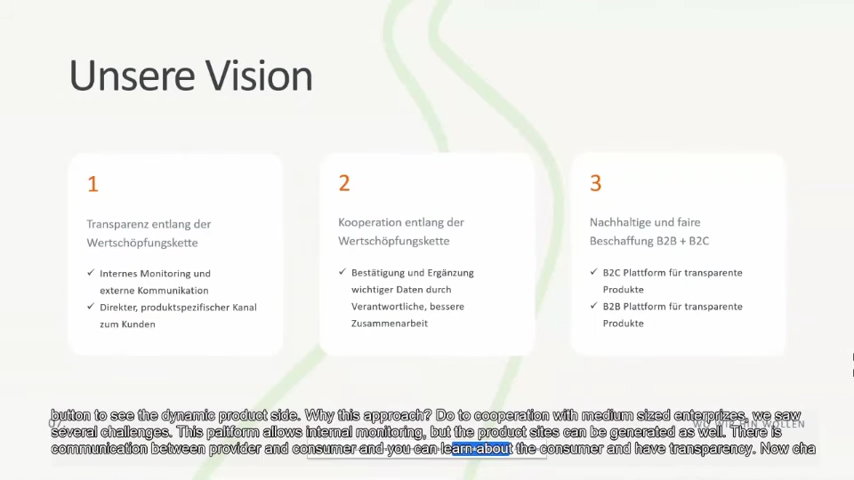 Unsere Vision
1
Transparenz entlang der
Wertschöpfungskette
✓ Internes Monitoring und
externe Kommunikation
✓ Direkter, produktspezifischer Kanal
zum Kunden
2
Kooperation entlang der
Wertschöpfungskette
✓ Bestätigung und Ergänzung
wichtiger Daten durch
Verantwortliche, bessere
Zusammenarbeit
3
Nachhaltige und faire
Beschaffung B2B + B2C
✓ B2C Plattform für transparente
Produkte
✓ B2B Plattform für transparente
Produkte
button to see the dynamic product side. Why this approach? Do to cooperation with medium sized enterprizes, we saw
several challenges. This paltform allows internal monitoring, but the product sites can be generated as well. There is
communication between provider and consumer and you can learn about the consumer and have transparency. Now cha